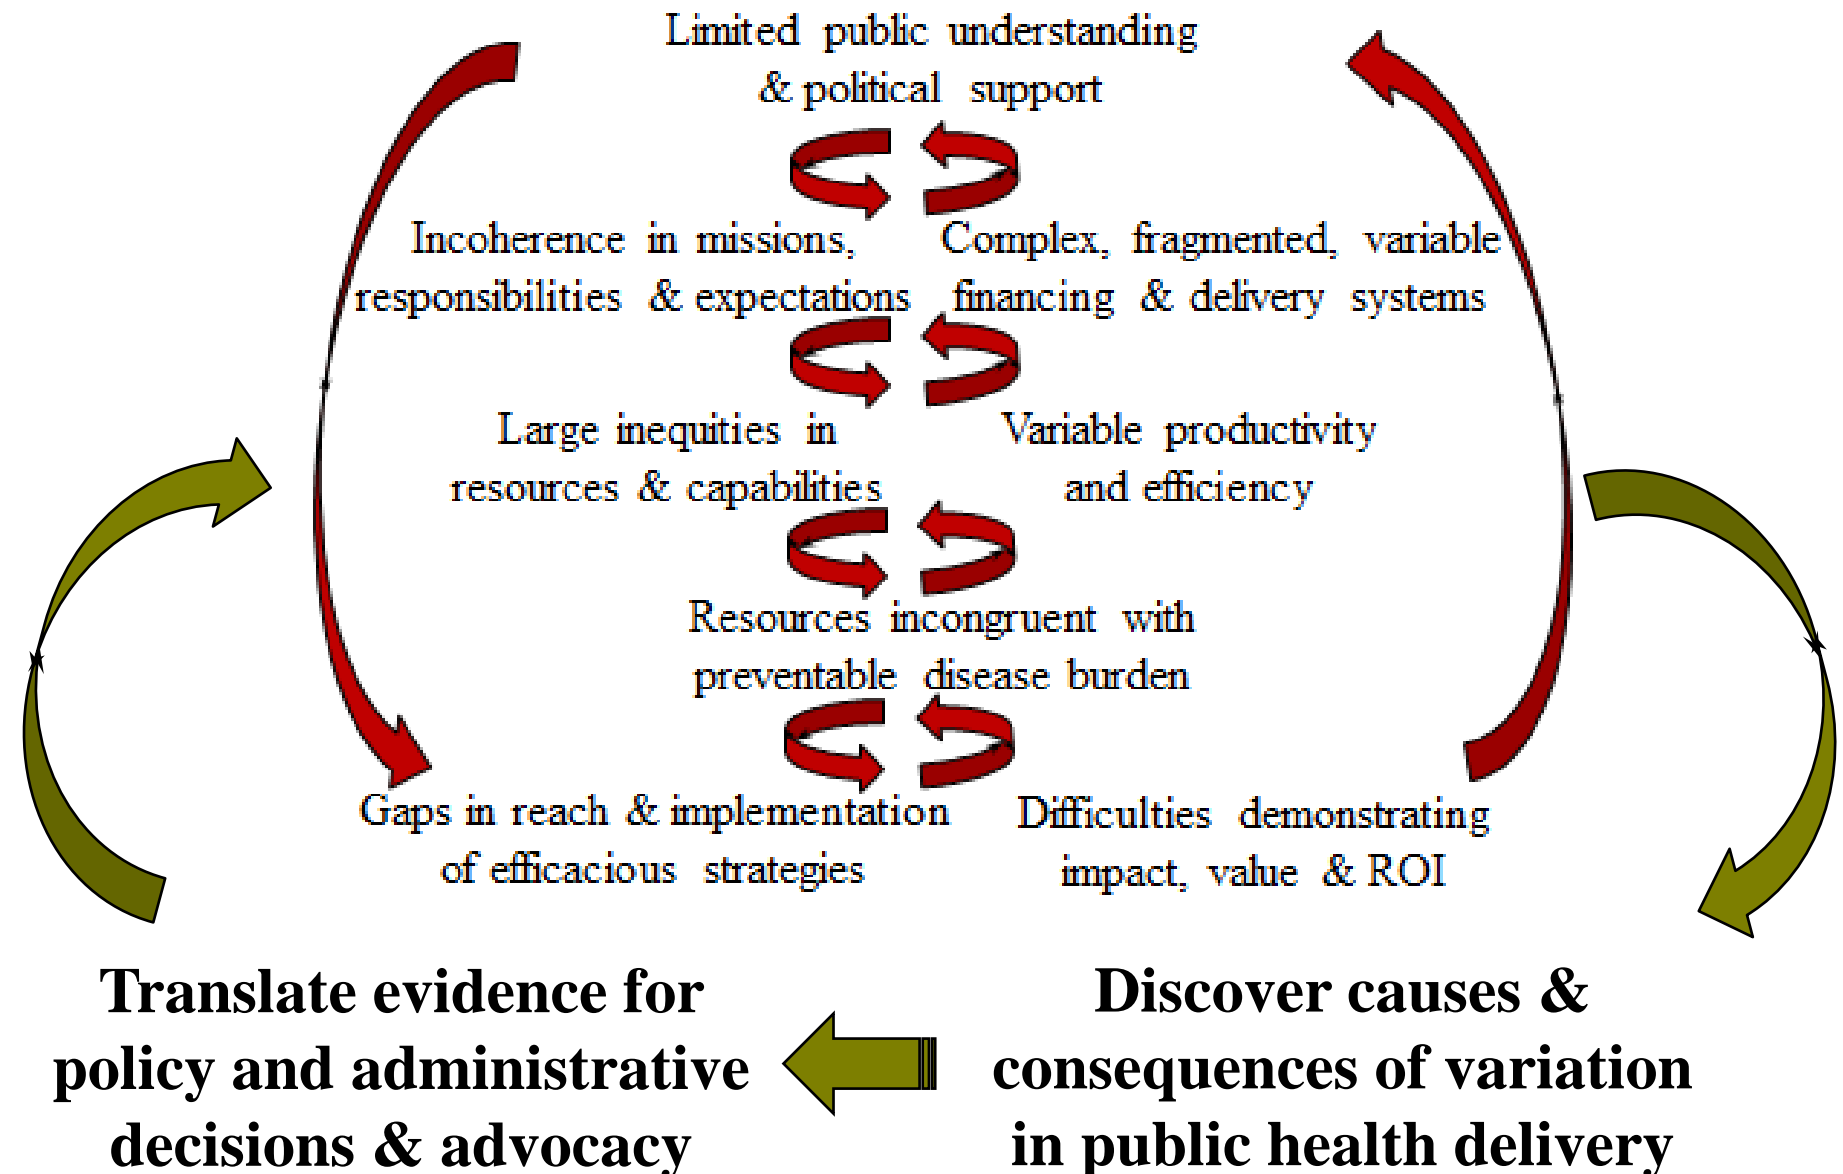 Limited public understanding
& political support
Incoherence in missions,
responsibilities & expectations
Complex, fragmented, variable
financing & delivery systems
Large inequities in
resources & capabilities
Variable productivity
and efficiency
Resources incongruent with
preventable disease burden
Gaps in reach & implementation
of efficacious strategies
Difficulties demonstrating
impact, value & ROI
Translate evidence for
policy and administrative
decisions & advocacy
Discover causes &
consequences of variation
in public health delivery